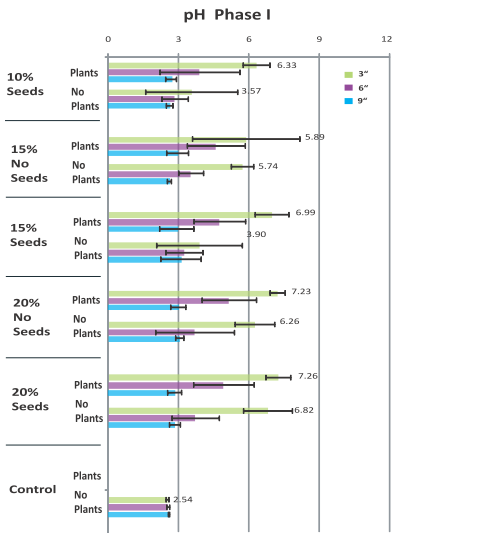 pH Phase I
0 3 6 9 12
3"
6"
9"
10%
Seeds
Plants
6.33
No
Plants
3.57
15%
No
Seeds
Plants
5.89
No
Plants
5.74
15%
Seeds
Plants
6.99
No
Plants
3.90
20%
No
Seeds
Plants
7.23
No
Plants
6.26
20%
Seeds
Plants
7.26
No
Plants
6.82
Control
Plants
No
Plants
2.54